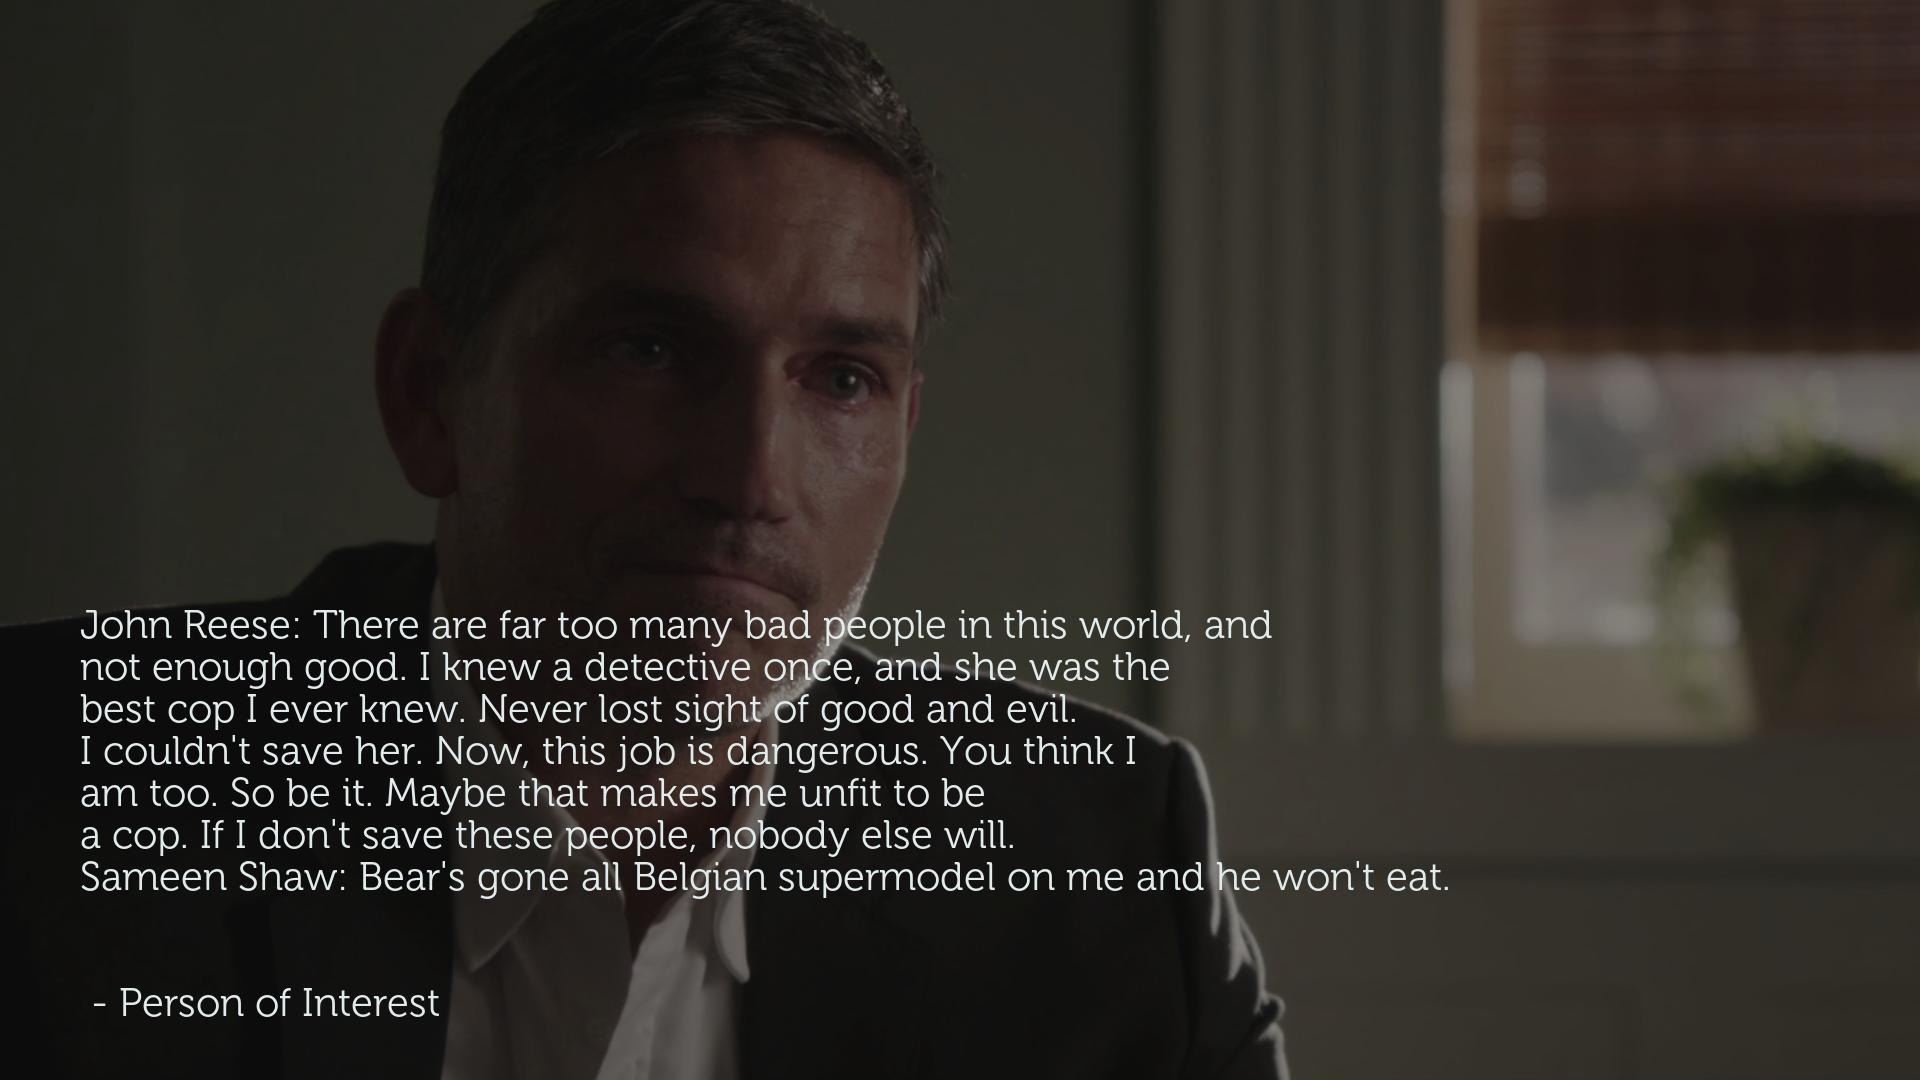 John Reese: There are far too many bad people in this world, and
not enough good. I knew a detective once, and she was the
best cop I ever knew. Never lost sight of good and evil.
I couldn't save her. Now, this job is dangerous. You think I
am too. So be it. Maybe that makes me unfit to be
a cop. If I don't save these people, nobody else will.
Sameen Shaw: Bear's gone all Belgian supermodel on me and he won't eat.
- Person of Interest